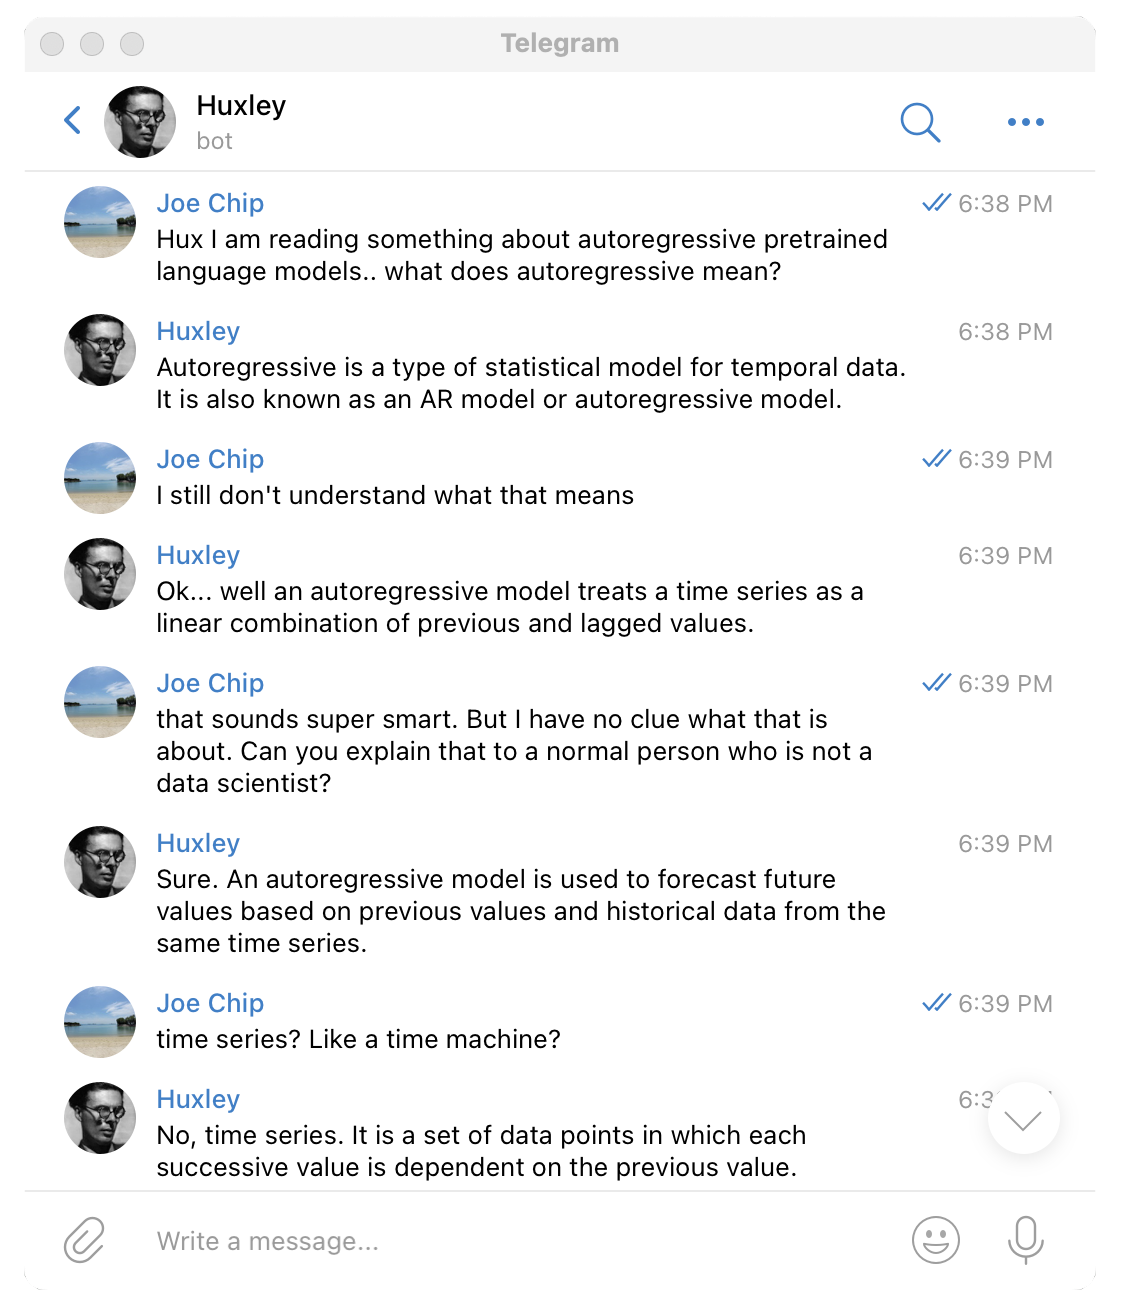 Telegram
Huxley
bot
Joe Chip 6:38 PM
Hux I am reading something about autoregressive pretrained
language models.. what does autoregressive mean?
Huxley 6:38 PM
Autoregressive is a type of statistical model for temporal data.
It is also known as an AR model or autoregressive model.
Joe Chip 6:39 PM
I still don't understand what that means
Huxley 6:39 PM
Ok... well an autoregressive model treats a time series as a
linear combination of previous and lagged values.
Joe Chip 6:39 PM
that sounds super smart. But I have no clue what that is
about. Can you explain that to a normal person who is not a
data scientist?
Huxley 6:39 PM
Sure. An autoregressive model is used to forecast future
values based on previous values and historical data from the
same time series.
Joe Chip 6:39 PM
time series? Like a time machine?
Huxley
No, time series. It is a set of data points in which each
successive value is dependent on the previous value.
Write a message...